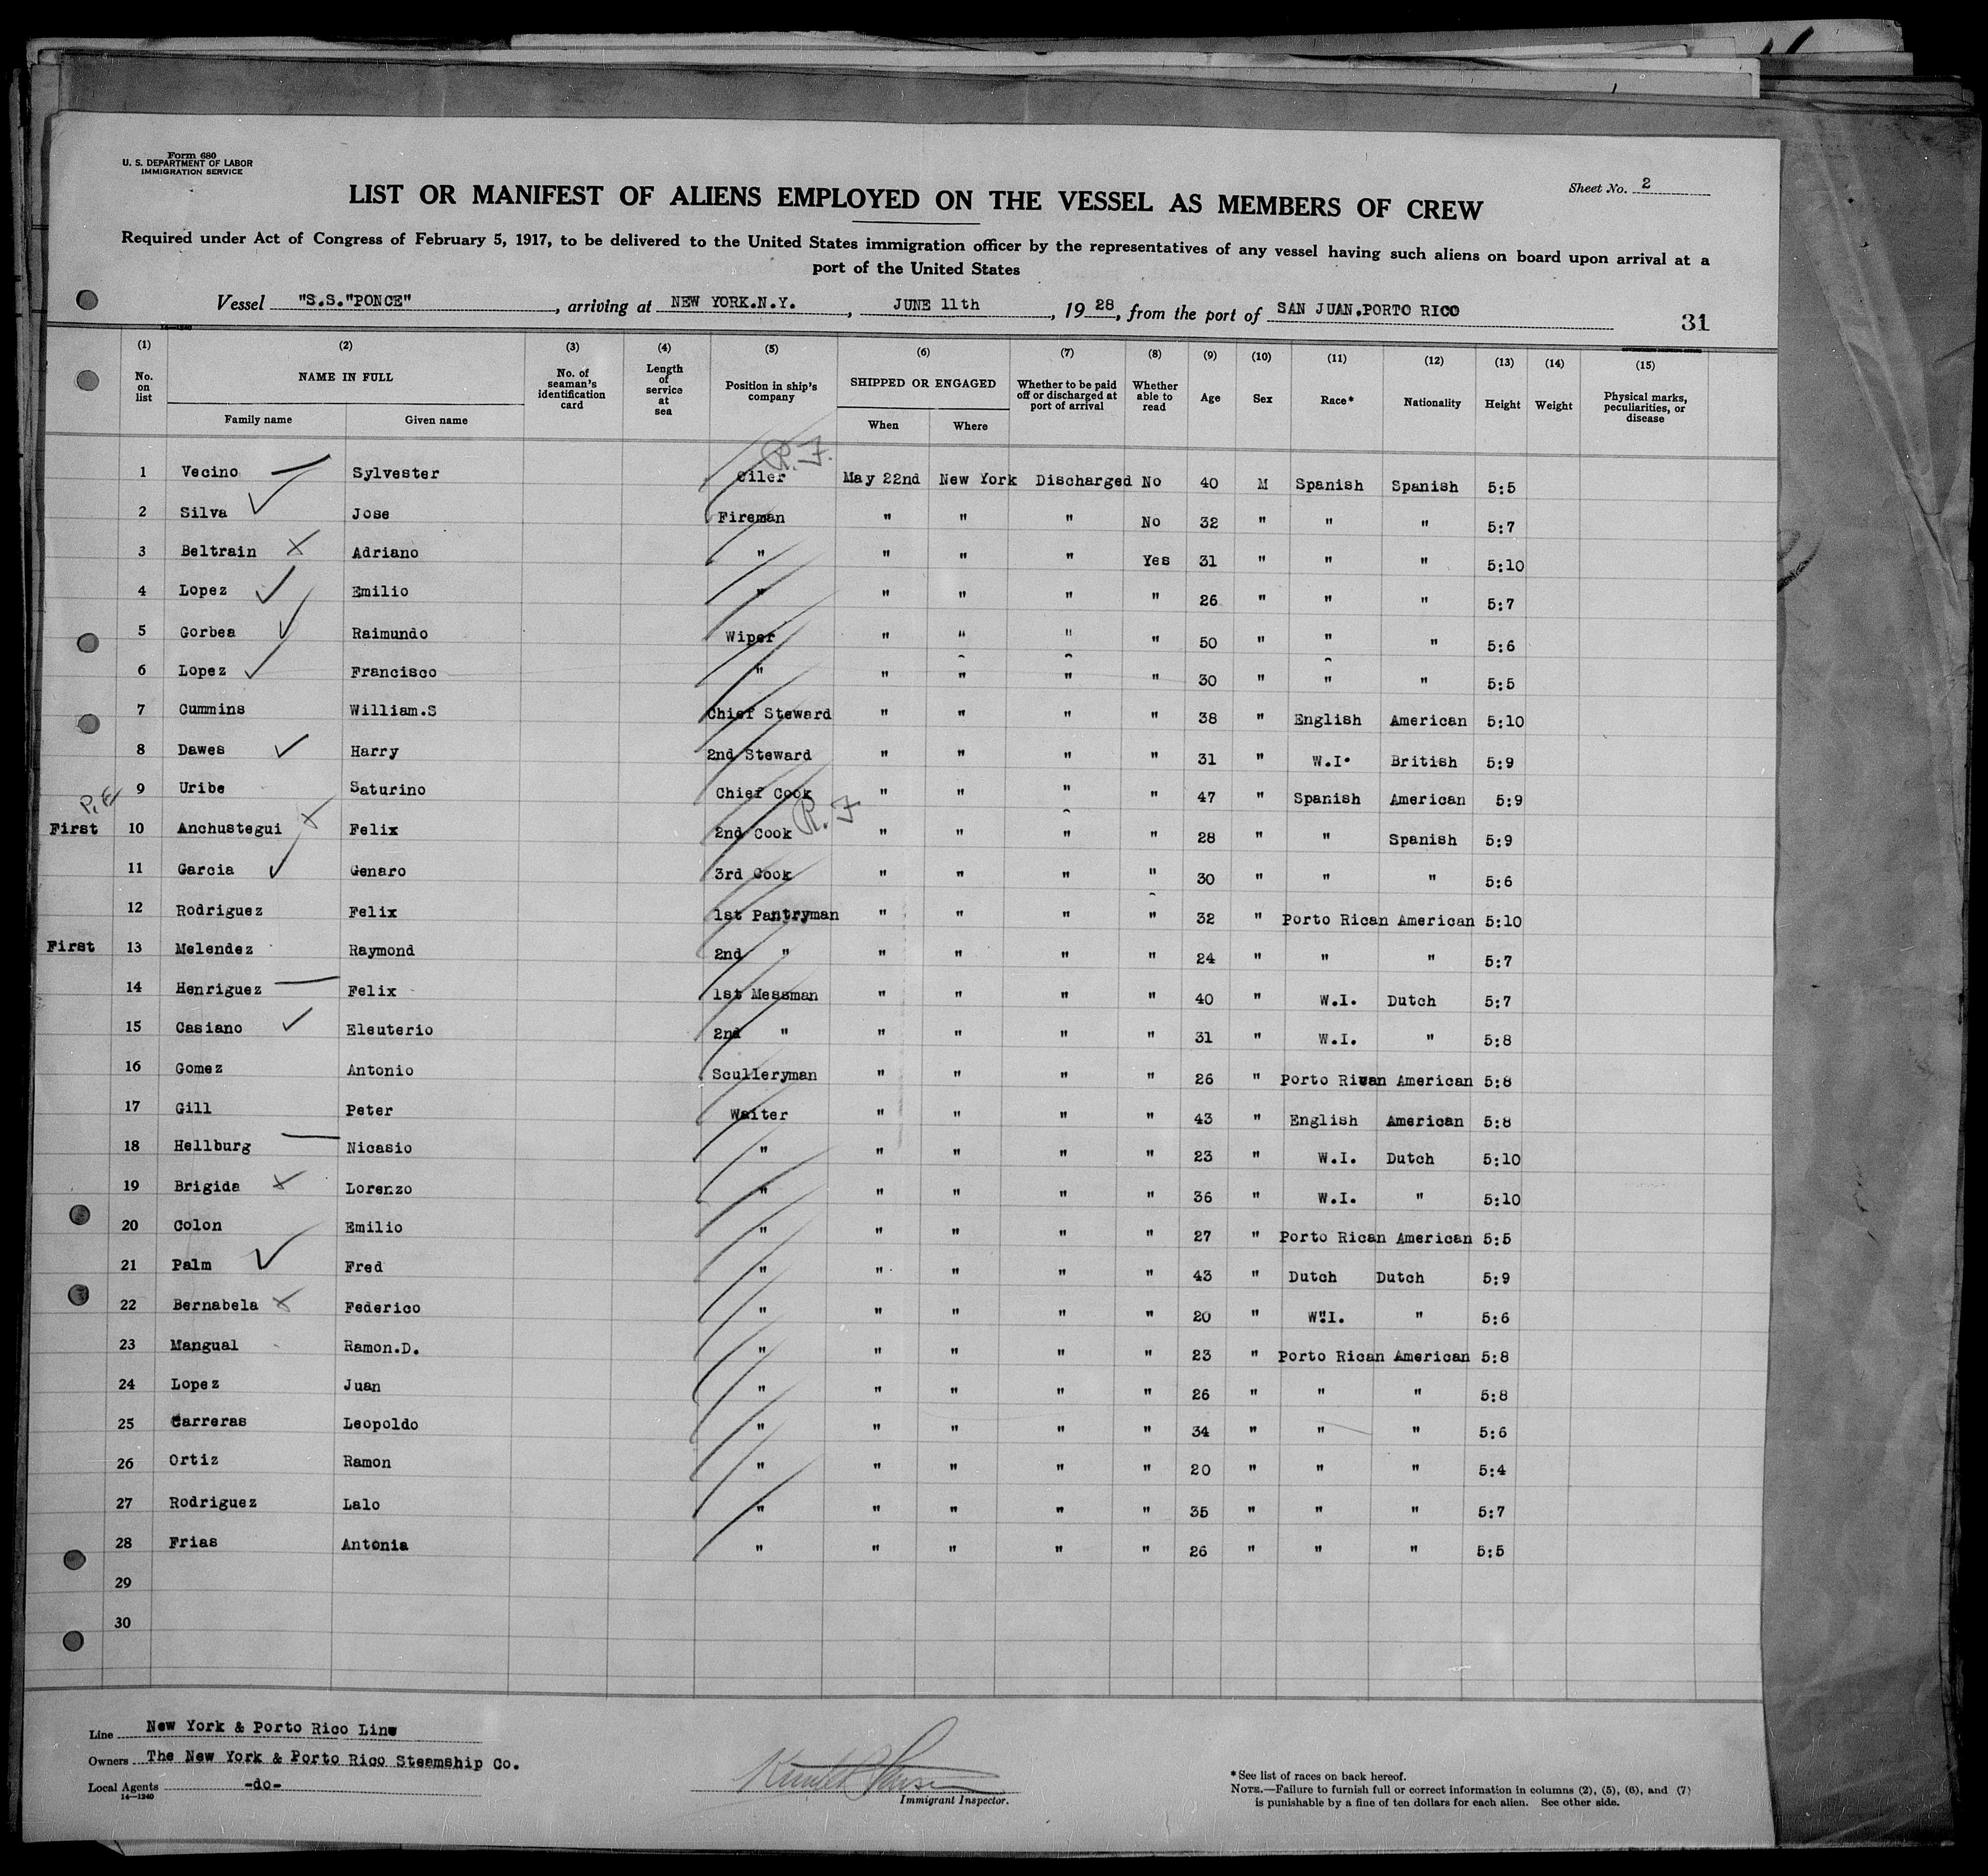 Form 680
U. S. DEPARTMENT OF LABOR
IMMIGRATION SERVICE
Sheet No. 2
LIST OR MANIFEST OF ALIENS EMPLOYED ON THE VESSEL AS MEMBERS OF CREW
Required under Act of Congress of February 5, 1917, to be delivered to the United States immigration officer by the representatives of any vessel having such aliens on board upon arrival at a
port of the United States
Vessel "S.S."PONCE", arriving at NEW YORK.N.Y., JUNE 11th, 1928, from the port of SAN JUAN.PORTO RICO
31
14—1240
(1) (2) (3) (4) (5) (6) (7) (8) (9) (10) (11) (12) (13) (14) (15)
No. on list NAME IN FULL No. of seaman's identification card Length of service at sea Position in ship's company SHIPPED OR ENGAGED Whether to be paid off or discharged at port of arrival Whether able to read Age Sex Race* Nationality Height Weight Physical marks, peculiarities, or disease
Family name Given name When Where
R.F.
1 Vecino Sylvester Oiler May 22nd New York Discharged No 40 M Spanish Spanish 5:5
2 Silva Jose Fireman " " " No 32 " " " 5:7
3 Beltrain Adriano " " " " Yes 31 " " " 5:10
4 Lopez Emilio " " " " " 26 " " " 5:7
5 Gorbea Raimundo Wiper " " " " 50 " " " 5:6
6 Lopez Francisco " " " " " 30 " " " 5:5
7 Cummins William.S Chief Steward " " " " 38 " English American 5:10
8 Dawes Harry 2nd Steward " " " " 31 " W.I. British 5:9
9 Uribe Saturino Chief Cook " " " " 47 " Spanish American 5:9
P.E. R.F
First 10 Anchustegui Felix 2nd Cook " " " " 28 " " Spanish 5:9
11 Garcia Genaro 3rd Cook " " " " 30 " " " 5:6
12 Rodriguez Felix 1st Pantryman " " " " 32 " Porto Rican American 5:10
First 13 Melendez Raymond 2nd " " " " " 24 " " " 5:7
14 Henriguez Felix 1st Messman " " " " 40 " W.I. Dutch 5:7
15 Casiano Eleuterio 2nd " " " " " 31 " W.I. " 5:8
16 Gomez Antonio Sculleryman " " " " 26 " Porto Rican American 5:8
17 Gill Peter Waiter " " " " 43 " English American 5:8
18 Hellburg Nicasio " " " " " 23 " W.I. Dutch 5:10
19 Brigida Lorenzo " " " " " 36 " W.I. " 5:10
20 Colon Emilio " " " " " 27 " Porto Rican American 5:5
21 Palm Fred " " " " " 43 " Dutch Dutch 5:9
22 Bernabela Federico " " " " " 20 " W.I. " 5:6
23 Mangual Ramon.D. " " " " " 23 " Porto Rican American 5:8
24 Lopez Juan " " " " " 26 " " " 5:8
25 Carreras Leopoldo " " " " " 34 " " " 5:6
26 Ortiz Ramon " " " " " 20 " " " 5:4
27 Rodriguez Lalo " " " " " 35 " " " 5:7
28 Frias Antonia " " " " " 26 " " " 5:5
29
30
Line New York & Porto Rico Line
Owners The New York & Porto Rico Steamship Co.
Local Agents -do-
14—1240
Immigrant Inspector.
*See list of races on back hereof.
NOTE.—Failure to furnish full or correct information in columns (2), (5), (6), and (7)
is punishable by a fine of ten dollars for each alien. See other side.